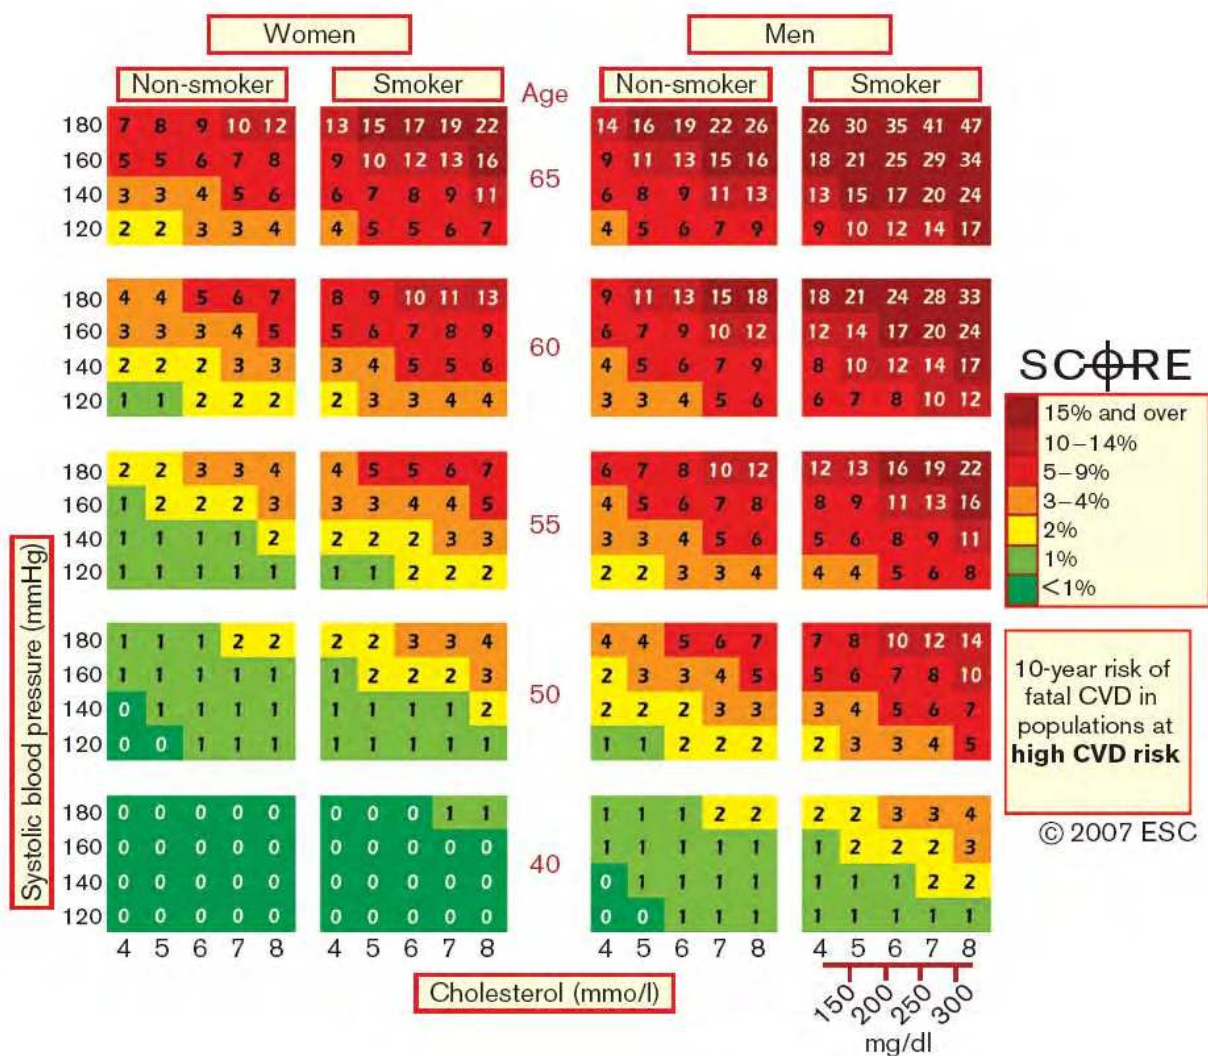 Women Men
Non-smoker Smoker Age Non-smoker Smoker
180 7 8 9 10 12 13 15 17 19 22 14 16 19 22 26 26 30 35 41 47
160 5 5 6 7 8 9 10 12 13 16 9 11 13 15 16 18 21 25 29 34
65
140 3 3 4 5 6 6 7 8 9 11 6 8 9 11 13 13 15 17 20 24
120 2 2 3 3 4 4 5 5 6 7 4 5 6 7 9 9 10 12 14 17
180 4 4 5 6 7 8 9 10 11 13 9 11 13 15 18 18 21 24 28 33
160 3 3 3 4 5 5 6 7 8 9 6 7 9 10 12 12 14 17 20 24
60
140 2 2 2 3 3 3 4 5 5 6 4 5 6 7 9 8 10 12 14 17
120 1 1 2 2 2 2 3 3 4 4 3 3 4 5 6 6 7 8 10 12
180 2 2 3 3 4 4 5 5 6 7 6 7 8 10 12 12 13 16 19 22
160 1 2 2 2 3 3 3 4 4 5 4 5 6 7 8 8 9 11 13 16
55
140 1 1 1 1 2 2 2 2 3 3 3 3 4 5 6 5 6 8 9 11
120 1 1 1 1 1 1 1 2 2 2 2 2 3 3 4 4 4 5 6 8
180 1 1 1 2 2 2 2 3 3 4 4 4 5 6 7 7 8 10 12 14
160 1 1 1 1 1 1 2 2 2 3 2 3 3 4 5 5 6 7 8 10
50
140 0 1 1 1 1 1 1 1 1 2 2 2 2 3 3 3 4 5 6 7
120 0 0 1 1 1 1 1 1 1 1 1 1 2 2 2 2 3 3 4 5
180 0 0 0 0 0 0 0 0 1 1 1 1 1 2 2 2 2 3 3 4
160 0 0 0 0 0 0 0 0 0 0 1 1 1 1 1 1 2 2 2 3
40
140 0 0 0 0 0 0 0 0 0 0 0 1 1 1 1 1 1 1 2 2
120 0 0 0 0 0 0 0 0 0 0 0 0 1 1 1 1 1 1 1 1
4 5 6 7 8 4 5 6 7 8 4 5 6 7 8 4 5 6 7 8
Systolic blood pressure (mmHg)
Cholesterol (mmo/l)
150 200 250 300
mg/dl
SCORE
15% and over
10–14%
5–9%
3–4%
2%
1%
<1%
10-year risk of
fatal CVD in
populations at
high CVD risk
© 2007 ESC